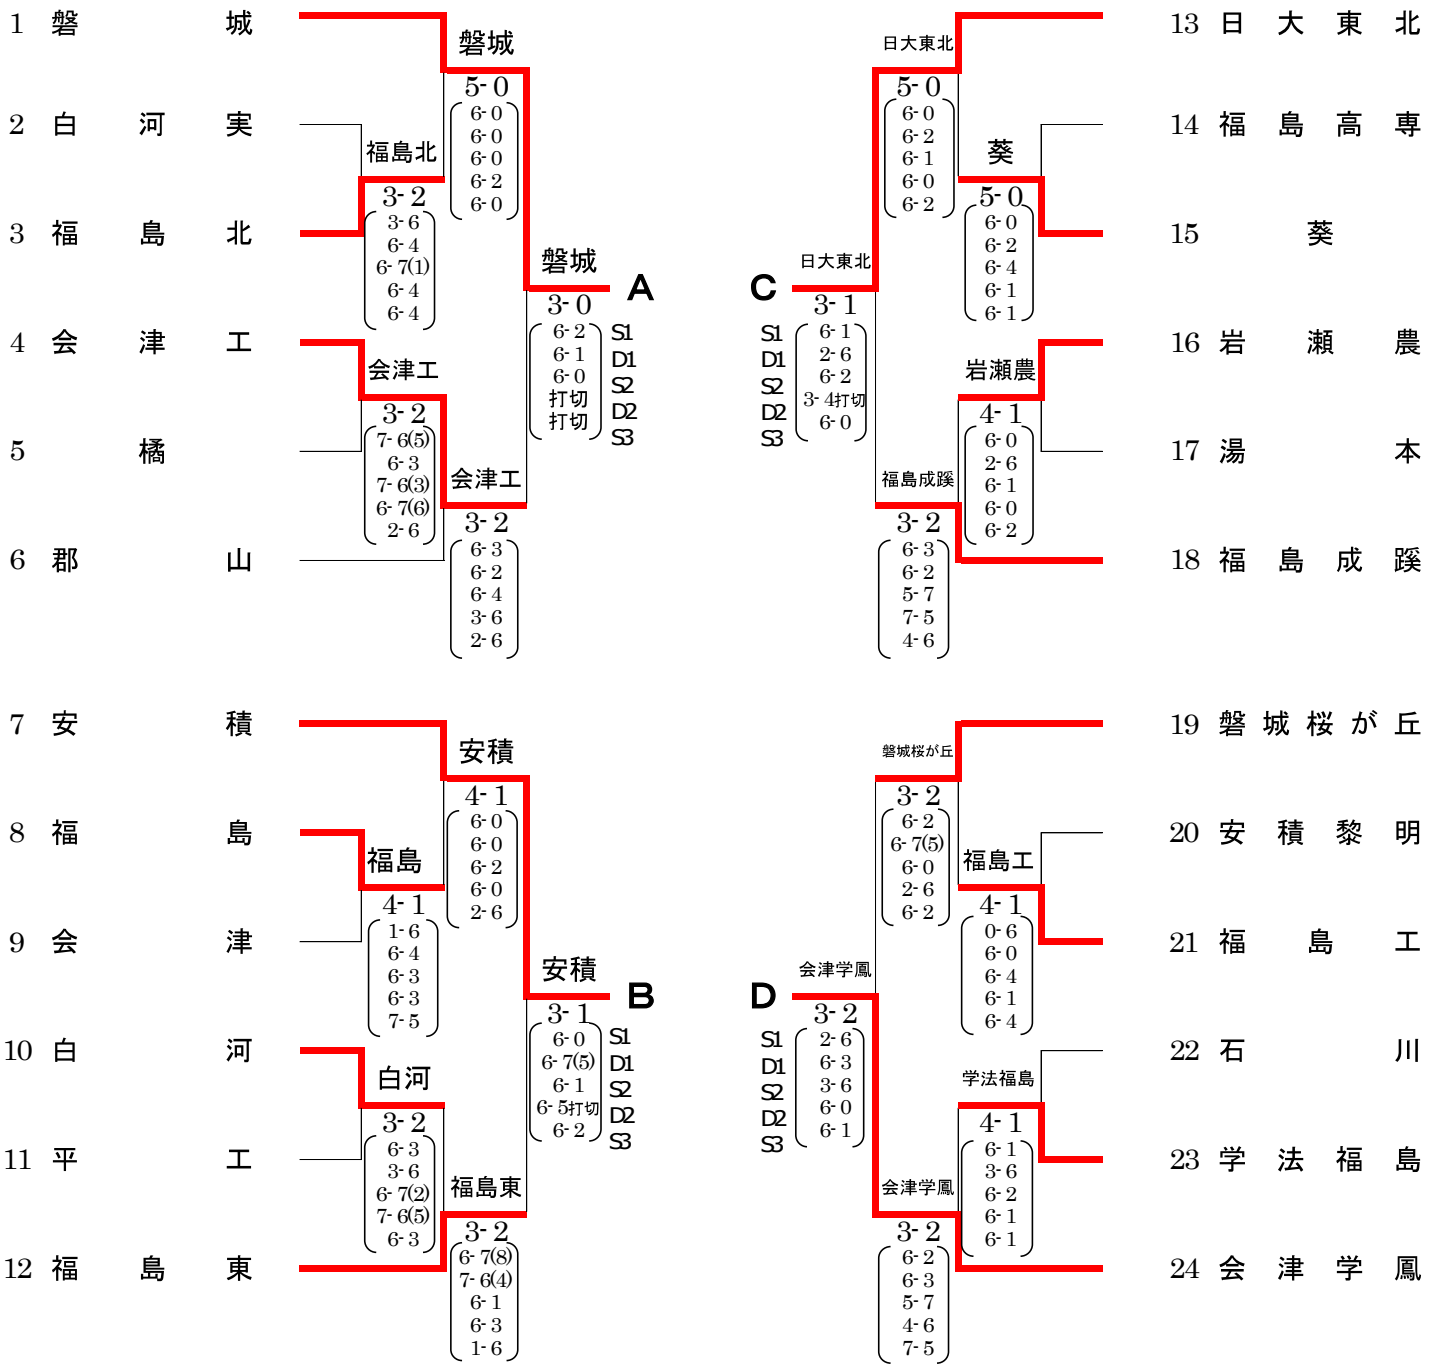 1 磐城
磐城
5-0
6-0
6-0
6-0
6-2
6-0
2 白河実
福島北
3-2
3-6
6-4
6-7(1)
6-4
6-4
3 福島北
磐城
A
3-0
6-2 S1
6-1 D1
6-0 S2
打切 D2
打切 S3
4 会津工
会津工
3-2
7-6(5)
6-3
7-6(3)
6-7(6)
2-6
5 橘
会津工
3-2
6-3
6-2
6-4
3-6
2-6
6 郡山
7 安積
安積
4-1
6-0
6-0
6-2
6-0
2-6
8 福島
福島
4-1
1-6
6-4
6-3
6-3
7-5
9 会津
安積
B
3-1
6-0 S1
6-7(5) D1
6-1 S2
6-5打切 D2
6-2 S3
10 白河
白河
3-2
6-3
3-6
6-7(2)
7-6(5)
6-3
11 平工
福島東
3-2
6-7(8)
7-6(4)
6-1
6-3
1-6
12 福島東
13 日大東北
日大東北
5-0
6-0
6-2
6-1
6-0
6-2
14 福島高専
葵
5-0
6-0
6-2
6-4
6-1
6-1
15 葵
日大東北
C
3-1
S1 6-1
D1 2-6
S2 6-2
D2 3-4打切
S3 6-0
16 岩瀬農
岩瀬農
4-1
6-0
2-6
6-1
6-0
6-2
17 湯本
福島成蹊
3-2
6-3
6-2
5-7
7-5
4-6
18 福島成蹊
19 磐城桜が丘
磐城桜が丘
3-2
6-2
6-7(5)
6-0
2-6
6-2
20 安積黎明
福島工
4-1
0-6
6-0
6-4
6-1
6-4
21 福島工
会津学鳳
D
3-2
S1 2-6
D1 6-3
S2 3-6
D2 6-0
S3 6-1
22 石川
学法福島
4-1
6-1
3-6
6-2
6-1
6-1
23 学法福島
会津学鳳
3-2
6-2
6-3
5-7
4-6
7-5
24 会津学鳳